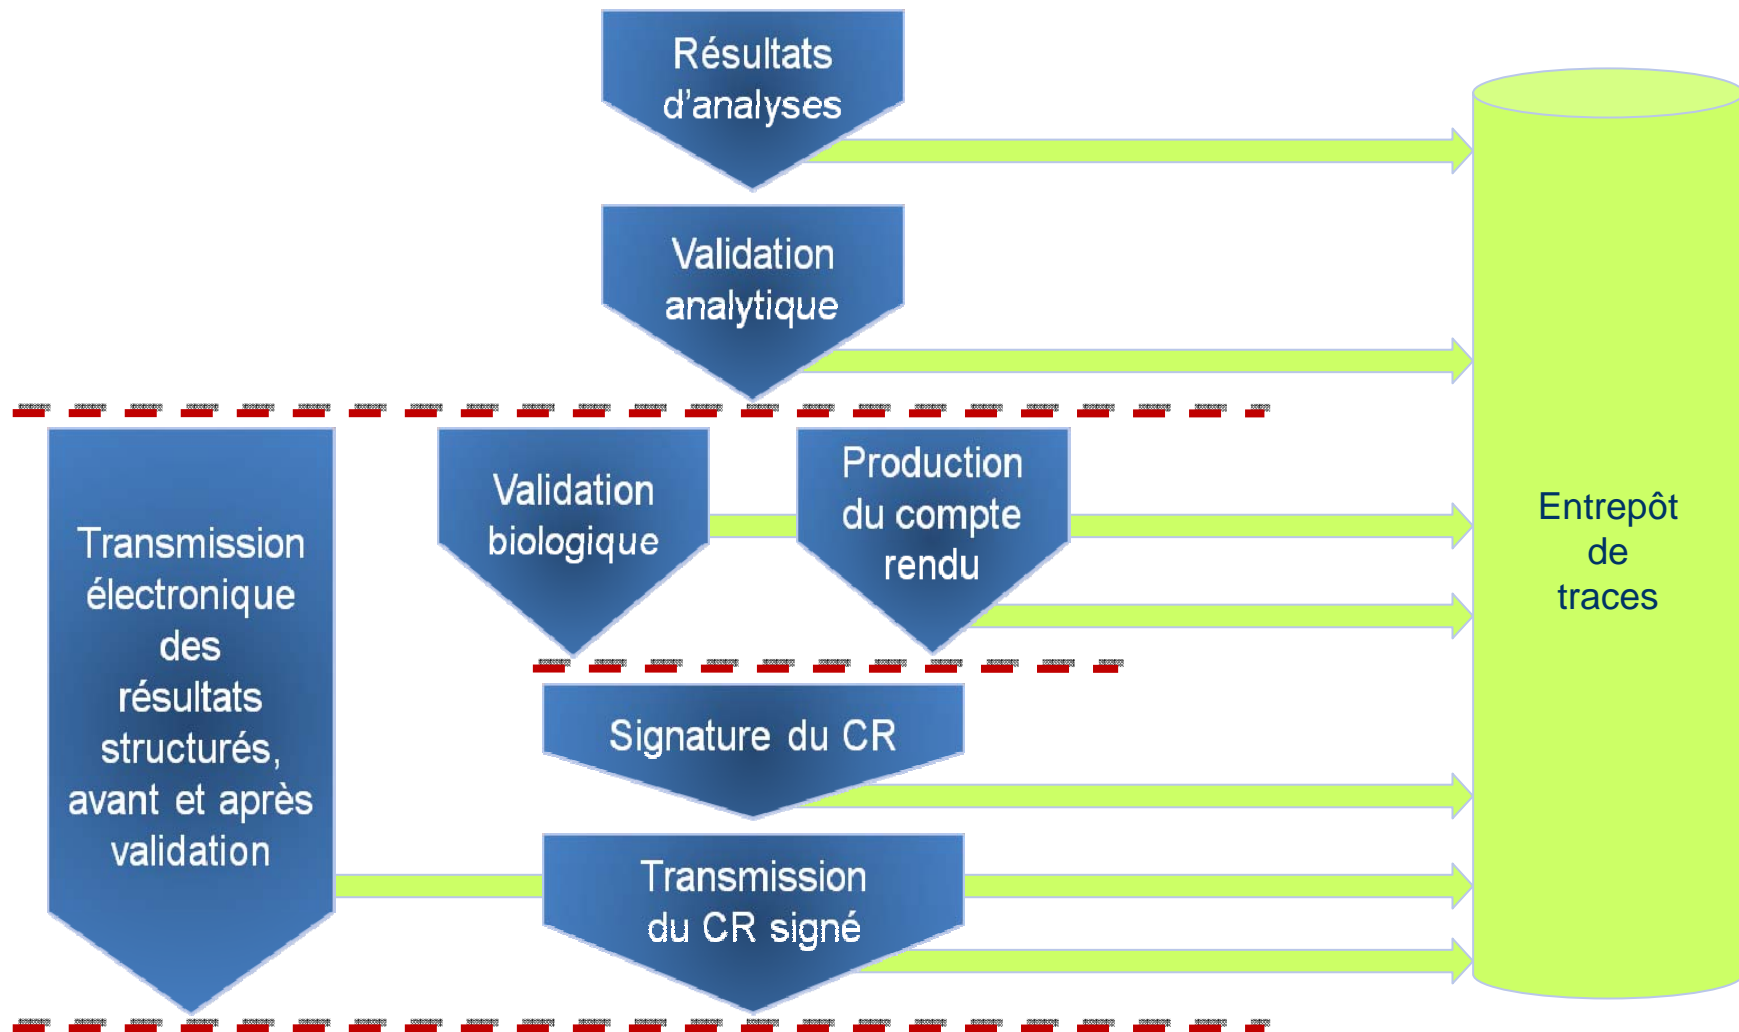 Résultats
d'analyses
Validation
analytique
Transmission
électronique
des
résultats
structurés,
avant et après
validation
Validation
biologique
Production
du compte
rendu
Signature du CR
Transmission
du CR signé
Entrepôt
de
traces